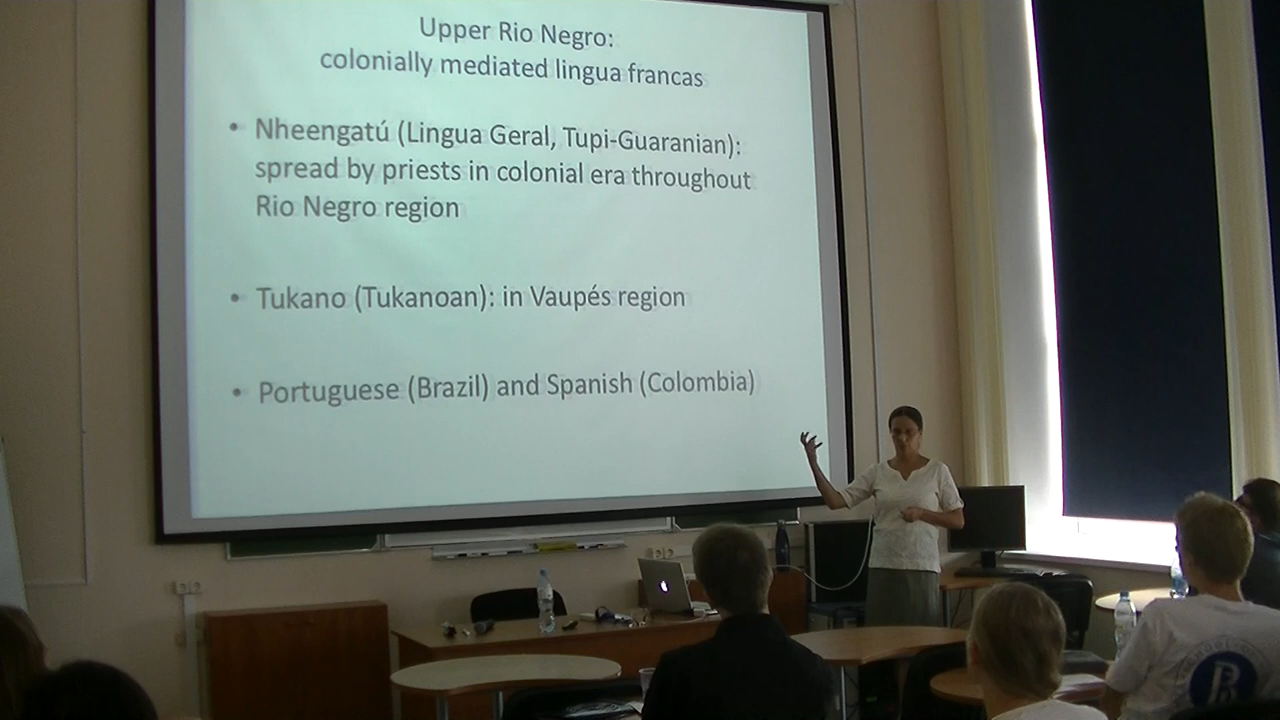 Upper Rio Negro:
colonially mediated lingua francas
• Nheengatú (Lingua Geral, Tupi-Guaranian):
spread by priests in colonial era throughout
Rio Negro region
• Tukano (Tukanoan): in Vaupés region
• Portuguese (Brazil) and Spanish (Colombia)